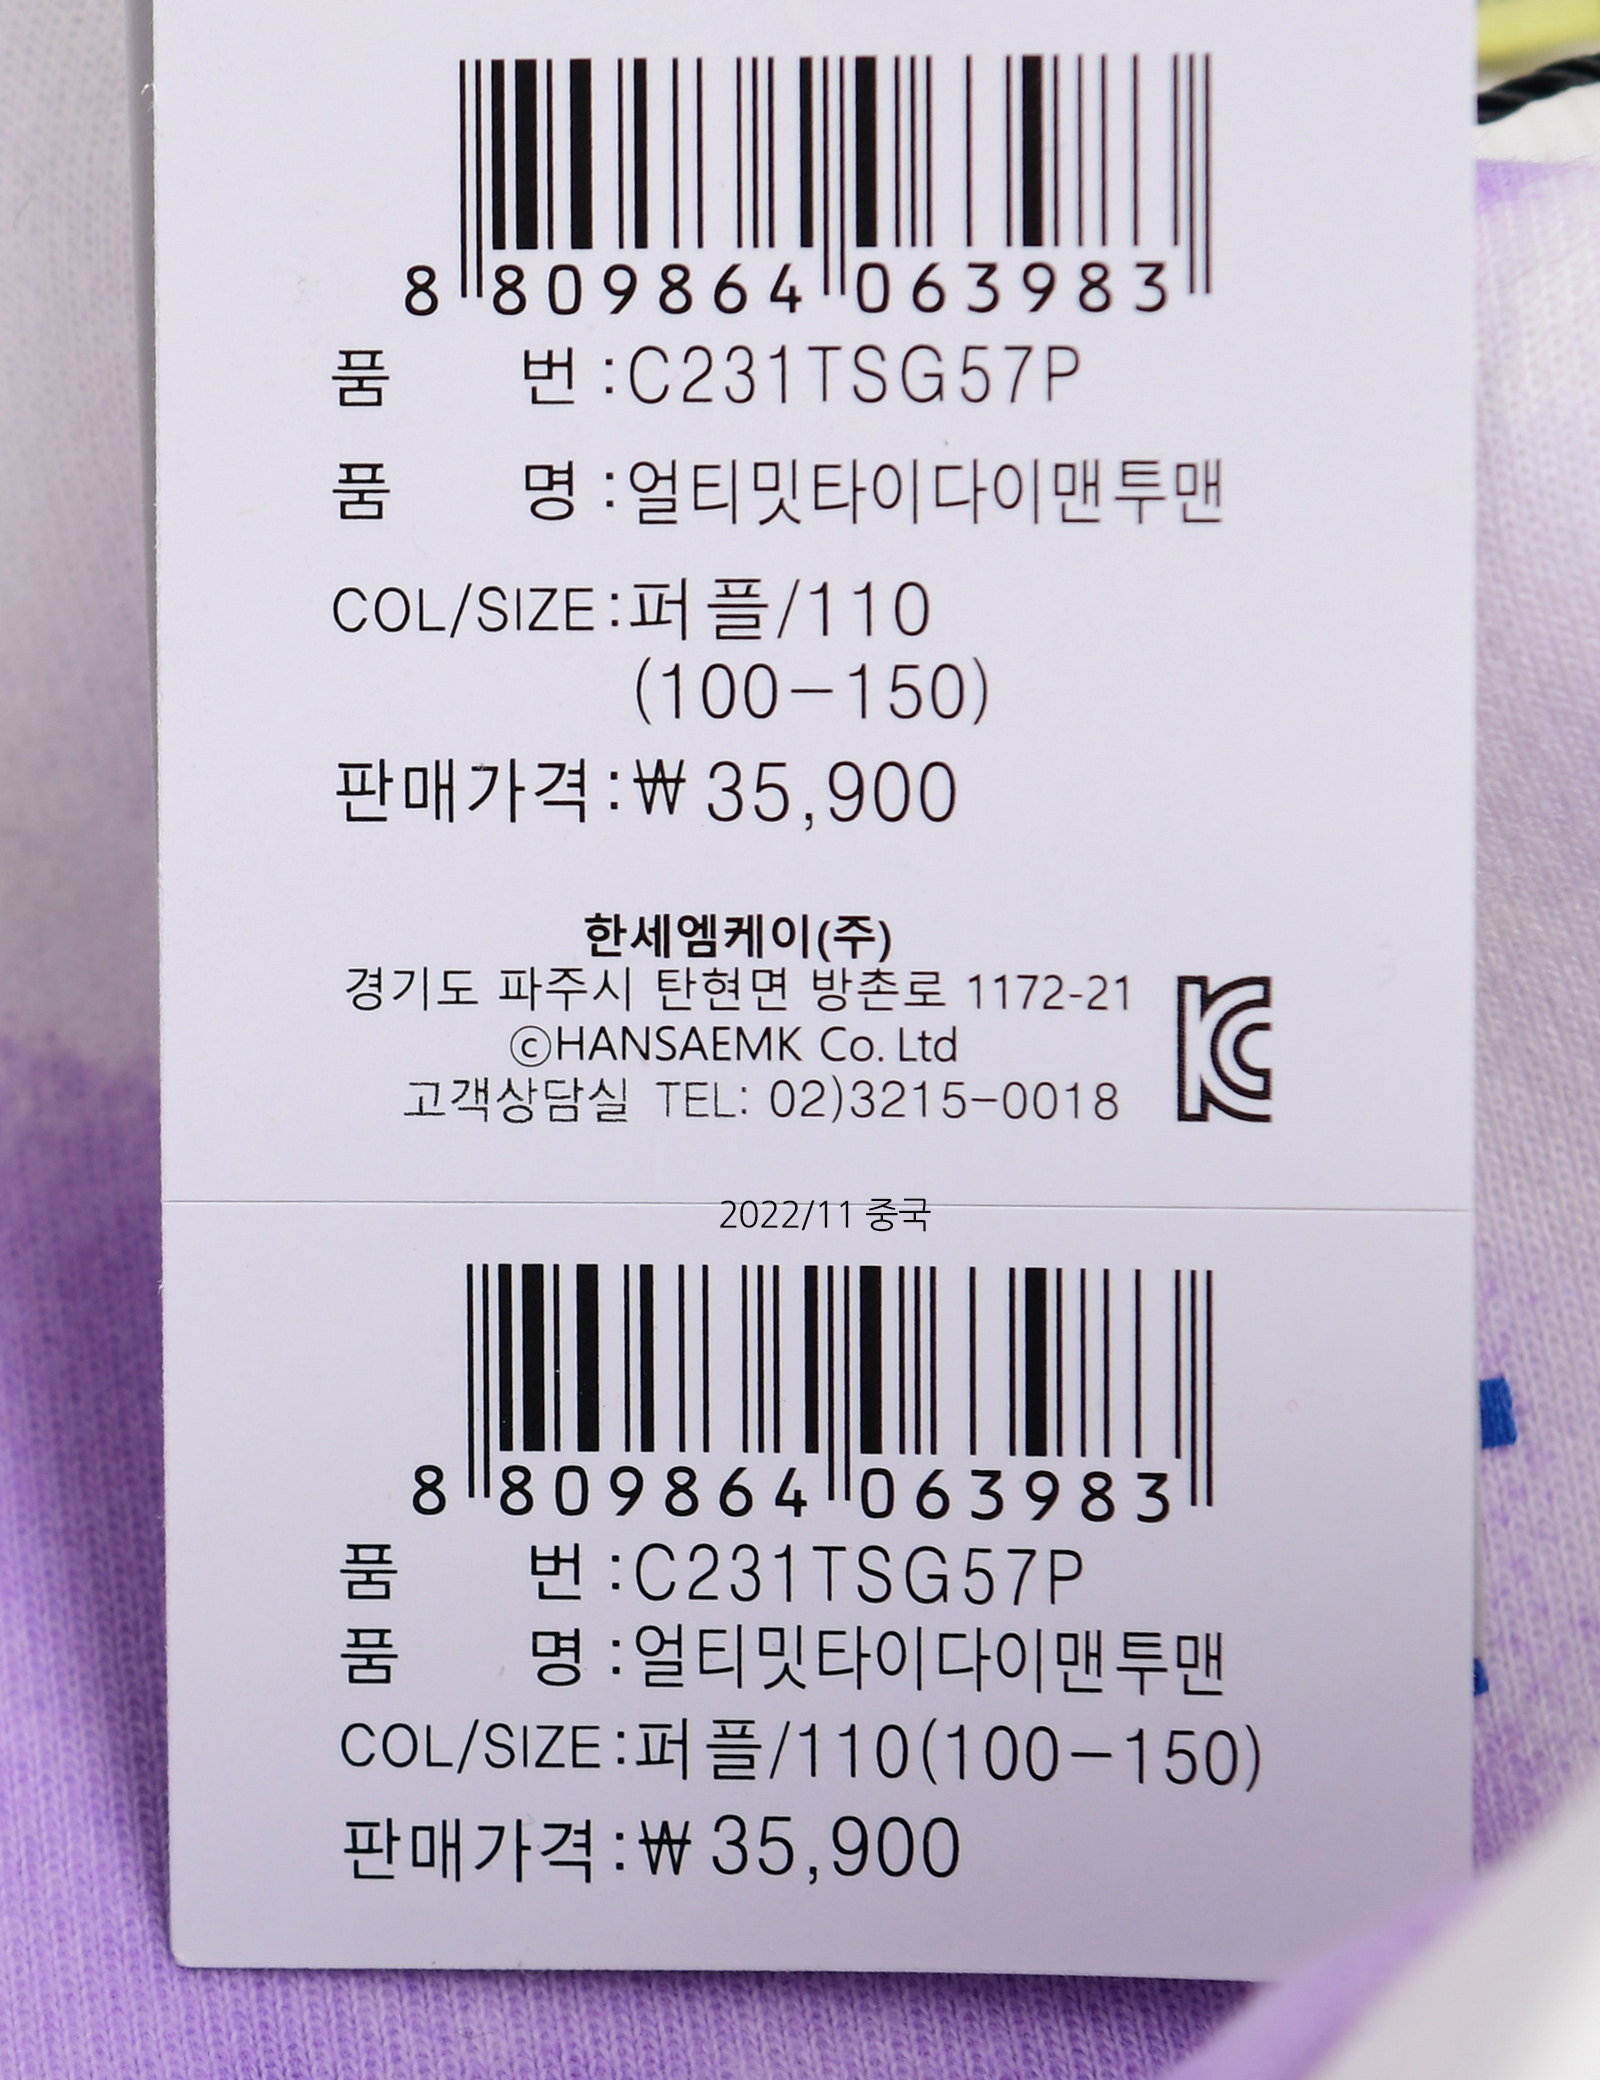 8 809864 063983
품 번 :C231TSG57P
품 명 :얼티밋타이다이맨투맨
COL/SIZE:퍼플/110
(100-150)
판매가격:₩35,900
한세엠케이(주)
경기도 파주시 탄현면 방촌로 1172-21
©HANSAEMK Co. Ltd
고객상담실 TEL: 02)3215-0018
KC
2022/11 중국
8 809864 063983
품 번 :C231TSG57P
품 명 :얼티밋타이다이맨투맨
COL/SIZE:퍼플/110(100-150)
판매가격:₩35,900